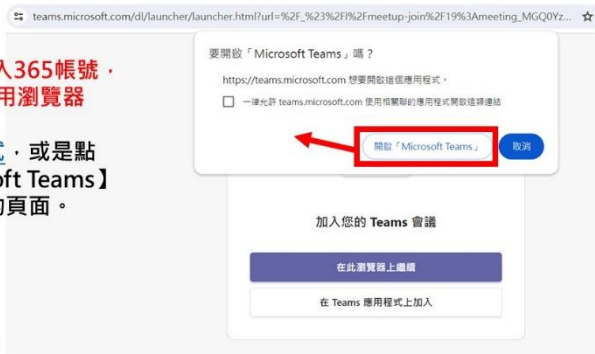 teams.microsoft.com/dl/launcher/launcher.html?url=%2F_%23%2Fl%2Fmeetup-join%2F19%3Ameeting_MGQ0Yz...
入365帳號，
用瀏覽器
式，或是點
oft Teams】
的頁面。
要開啟「Microsoft Teams」嗎？
https://teams.microsoft.com 想要開啟這個應用程式。
一律允許 teams.microsoft.com 使用相關聯的應用程式開啟這類連結
開啟「Microsoft Teams」
取消
加入您的 Teams 會議
在此瀏覽器上繼續
在 Teams 應用程式上加入